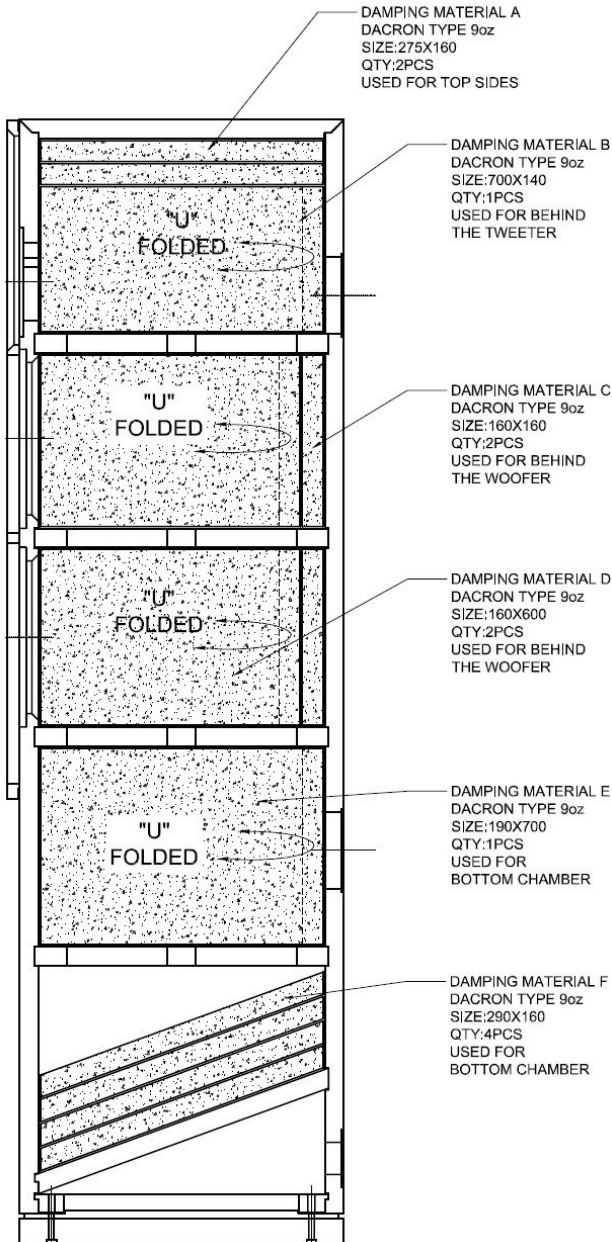 DAMPING MATERIAL A
DACRON TYPE 9oz
SIZE:275X160
QTY;2PCS
USED FOR TOP SIDES
DAMPING MATERIAL B
DACRON TYPE 9oz
SIZE:700X140
QTY:1PCS
USED FOR BEHIND
THE TWEETER
"U"
FOLDED
DAMPING MATERIAL C
DACRON TYPE 9oz
SIZE:160X160
QTY:2PCS
USED FOR BEHIND
THE WOOFER
"U"
FOLDED
DAMPING MATERIAL D
DACRON TYPE 9oz
SIZE;160X600
QTY:2PCS
USED FOR BEHIND
THE WOOFER
"U"
FOLDED
DAMPING MATERIAL E
DACRON TYPE 9oz
SIZE:190X700
QTY:1PCS
USED FOR
BOTTOM CHAMBER
"U"
FOLDED
DAMPING MATERIAL F
DACRON TYPE 9oz
SIZE:290X160
QTY:4PCS
USED FOR
BOTTOM CHAMBER